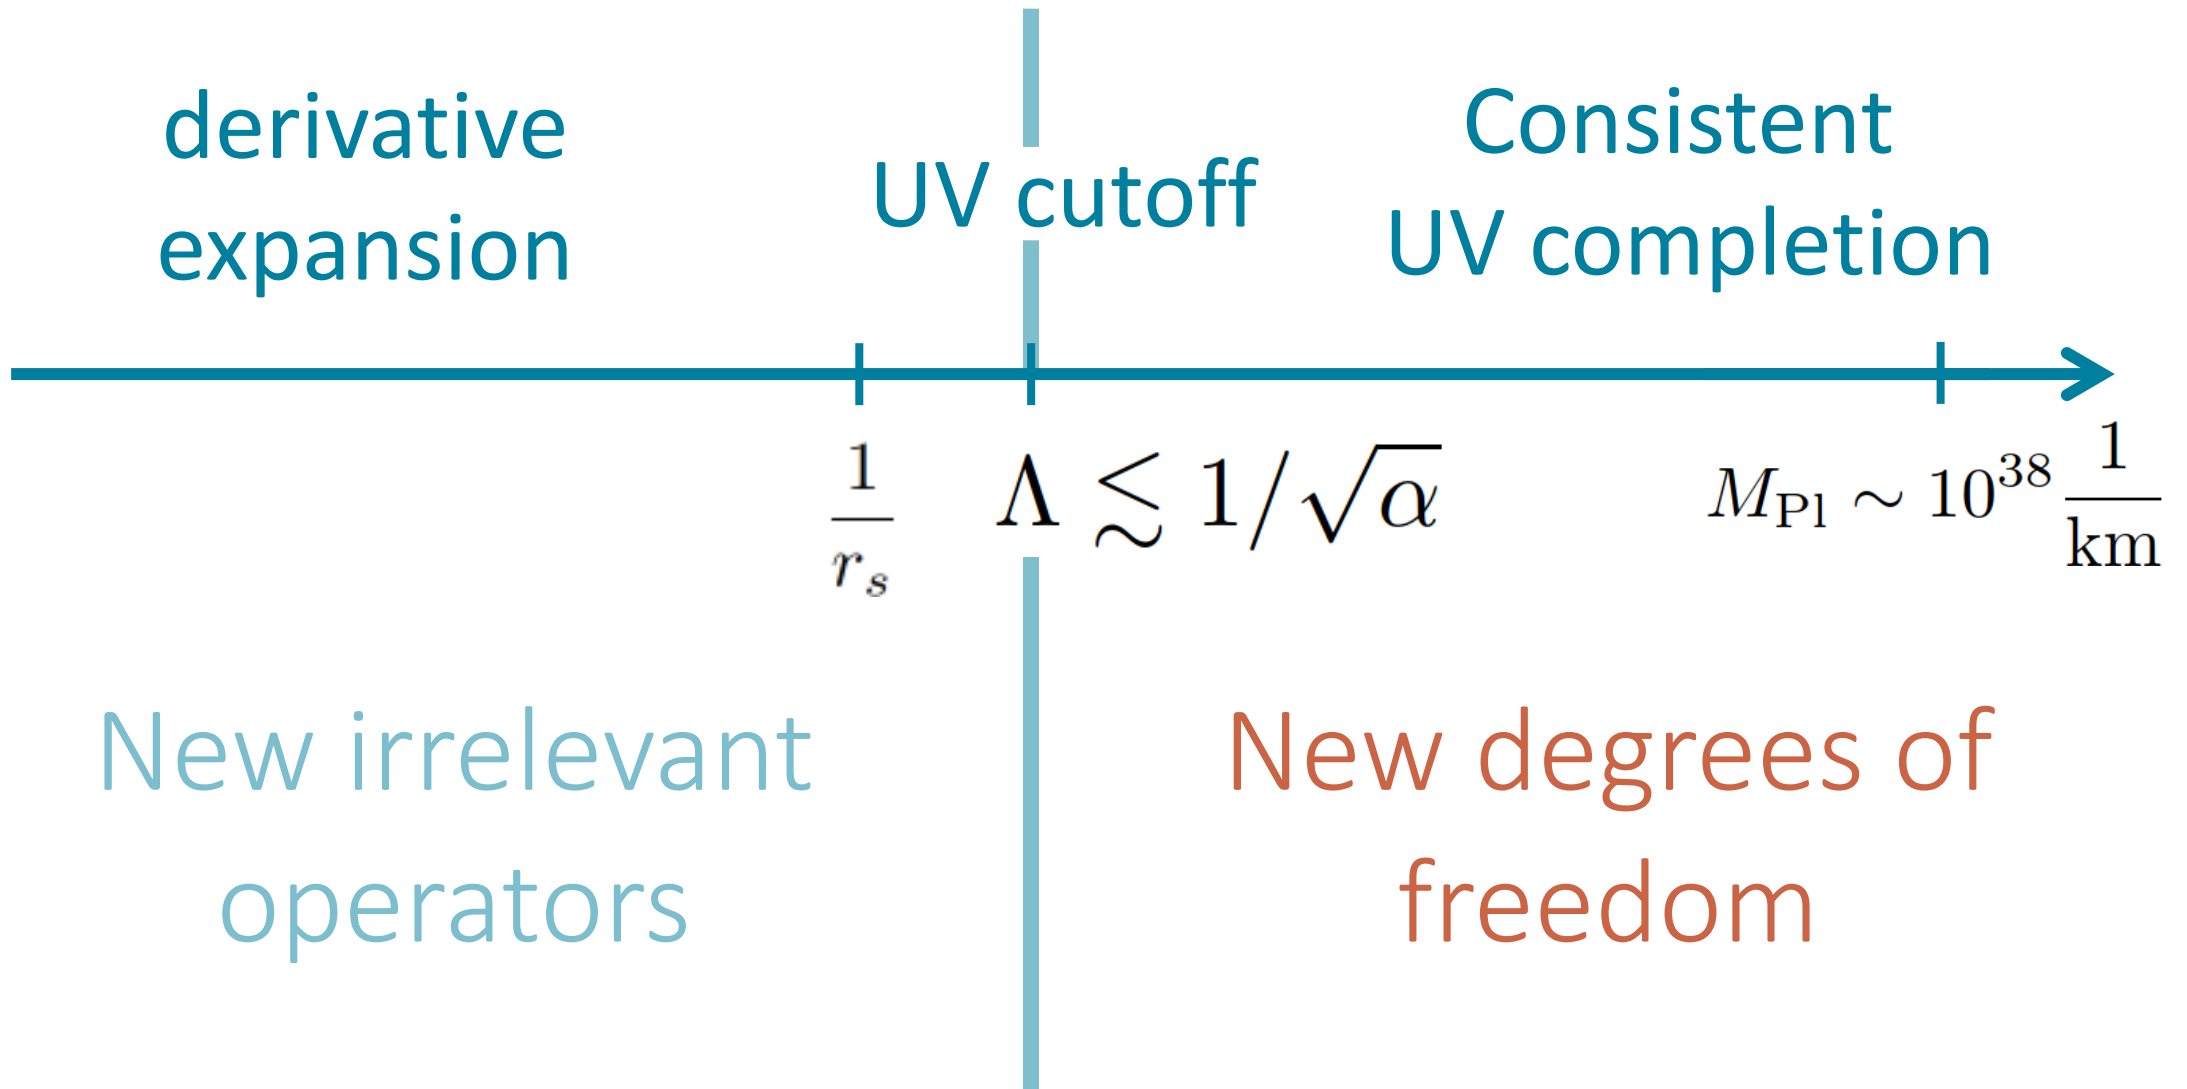 derivative
expansion
UV cutoff
Consistent
UV completion
1/r_s
Λ ≲ 1/√α
M_Pl ∼ 10^38 1/km
New irrelevant
operators
New degrees of
freedom